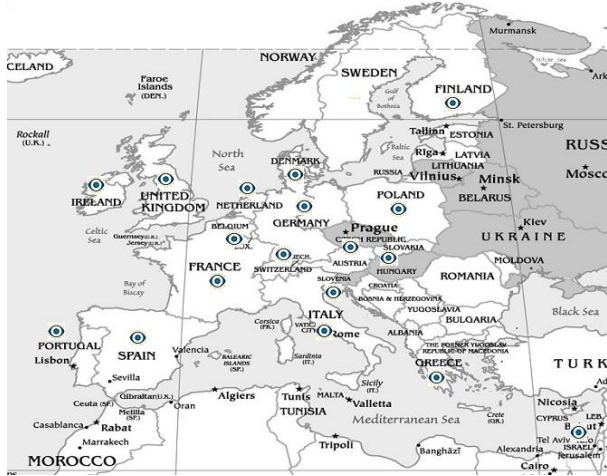 Murmansk
White Sea
CELAND
NORWAY
SWEDEN
Faroe
Islands
(DEN.)
FINLAND
Gulf
of
Bothnia
Rockall
(U.K.)
Tallinn
ESTONIA
St. Petersburg
North
Sea
Baltic
Sea
Riga
LATVIA
RUSS
DENMARK
LITHUANIA
RUSSIA
Vilnius
Minsk
Mosco
BELARUS
IRELAND
UNITED
KINGDOM
NETHERLAND
POLAND
GERMANY
Celtic
Sea
Guernsey(U.K.)
Jersey(U.K.)
BELGIUM
LUX.
Prague
CZECH REPUBLIC
SLOVAKIA
Kiev
UKRAINE
FRANCE
SWITZERLAND
AUSTRIA
HUNGARY
MOLDOVA
ROMANIA
Bay of
Biscay
SLOVENIA
CROATIA
BOSNIA & HERZEGOVINA
YUGOSLAVIA
BULGARIA
Black Sea
ITALY
VATIC
CITY
Rome
Corsica
(FR.)
ALBANIA
THE FORMER YUGOSLAV
REPUBLIC OF MACEDONIA
PORTUGAL
Lisbon
SPAIN
Valencia
BALEARIC
ISLANDS
(SP.)
Sardinia
(IT.)
GREECE
TURK
Sevilla
Gibraltar(U.K.)
Ceuta (SP.)
Melilla
(SP.)
Oran
Algiers
Tunis
TUNISIA
Sicily
(IT.)
MALTA
Valletta
Crete
(GR.)
Nicosia
CYPRUS
LEB
Casablanca
Rabat
Marrakech
MOROCCO
Mediterranean Sea
Tripoli
Banghāzī
Tel Aviv
ISRAEL
Jerusalem
Alexandria
Cairo